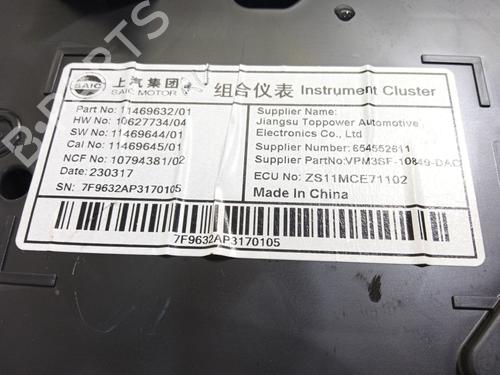 SAIC 上汽集团 组合仪表 Instrument Cluster
SAIC MOTOR
Part No: 11469632/01
HW No: 10627734/04
SW No: 11469644/01
Cal No: 11469645/01
NCF No: 10794381/02
Date: 230317
SN: 7F9632AP3170105
Supplier Name:
Jiangsu Toppower Automotive
Electronics Co., Ltd
Supplier Number: 654552611
Supplier PartNo:VPM3SF-10849-DAC
ECU No: ZS11MCE71102
Made In China
7F9632AP3170105
B-PARTS